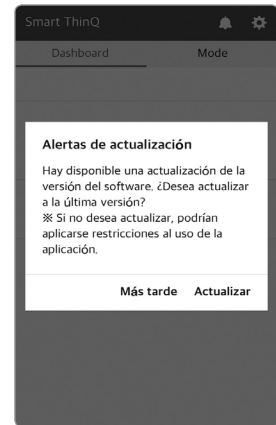 Smart ThinQ
Dashboard Mode
Alertas de actualización
Hay disponible una actualización de la
versión del software. ¿Desea actualizar
a la última versión?
※ Si no desea actualizar, podrían
aplicarse restricciones al uso de la
aplicación.
Más tarde Actualizar